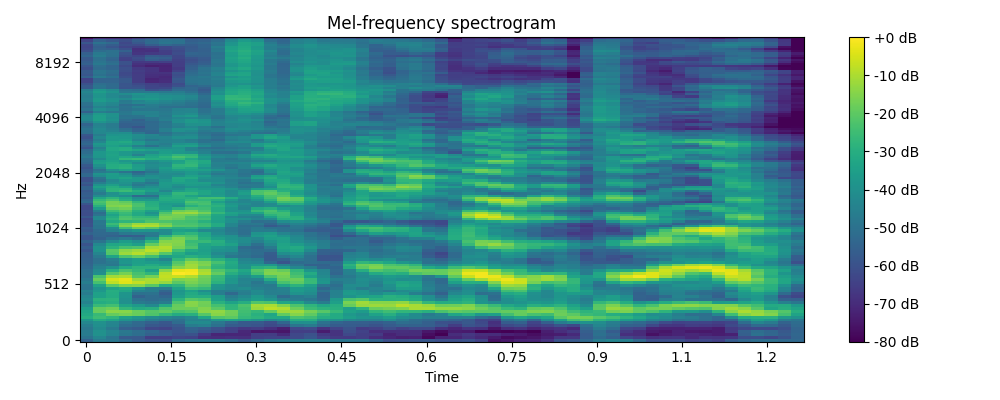 Mel-frequency spectrogram
8192
4096
2048
1024
512
0
Hz
0 0.15 0.3 0.45 0.6 0.75 0.9 1.1 1.2
Time
+0 dB
-10 dB
-20 dB
-30 dB
-40 dB
-50 dB
-60 dB
-70 dB
-80 dB